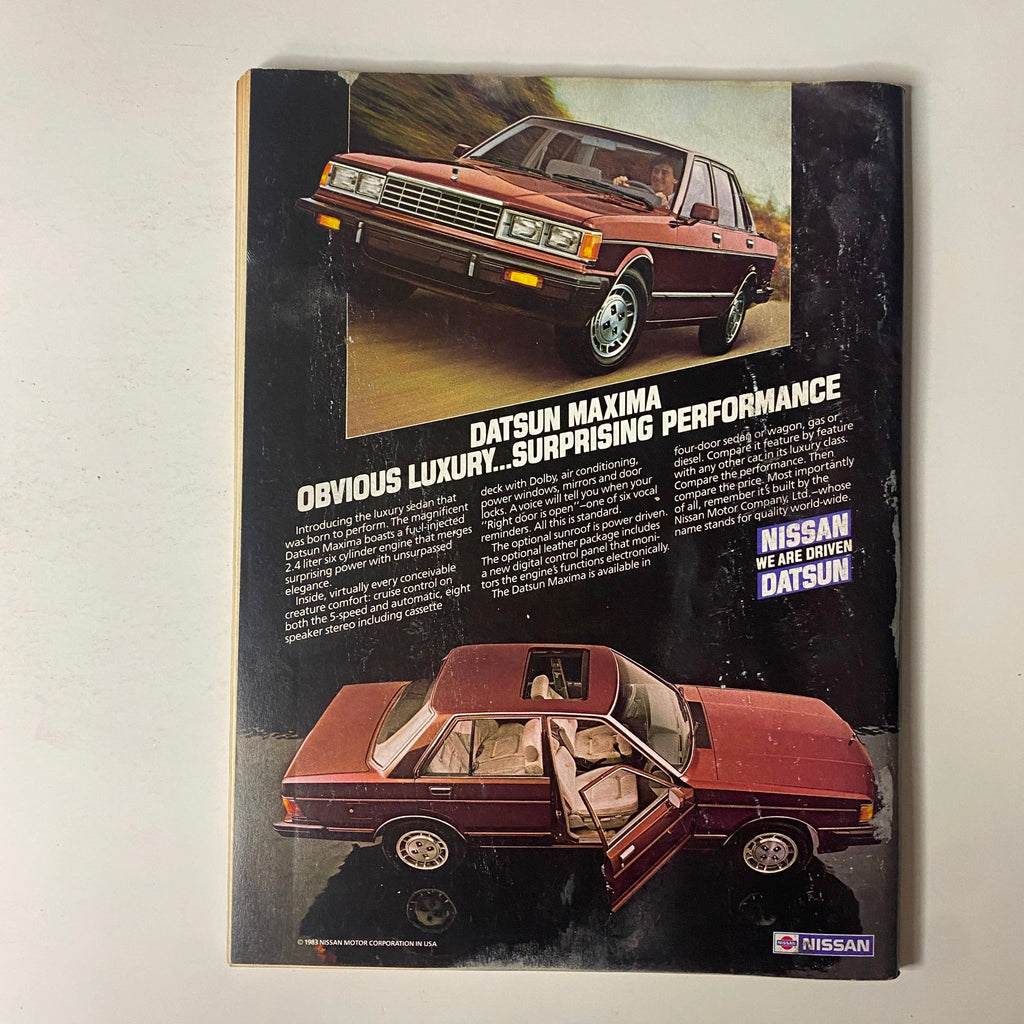 DATSUN MAXIMA
OBVIOUS LUXURY...SURPRISING PERFORMANCE
Introducing the luxury sedan that
was born to perform. The magnificent
Datsun Maxima boasts a fuel-injected
2.4 liter six cylinder engine that merges
surprising power with unsurpassed
elegance.
Inside, virtually every conceivable
creature comfort: cruise control on
both the 5-speed and automatic, eight
speaker stereo including cassette
deck with Dolby, air conditioning,
power windows, mirrors and door
locks. A voice will tell you when your
"Right door is open"–one of six vocal
reminders. All this is standard.
The optional sunroof is power driven.
The optional leather package includes
a new digital control panel that moni-
tors the engine's functions electronically.
The Datsun Maxima is available in
four-door sedan or wagon, gas or
diesel. Compare it feature by feature
with any other car in its luxury class.
Compare the performance. Then
compare the price. Most importantly
of all, remember it's built by the
Nissan Motor Company, Ltd.–whose
name stands for quality world-wide.
NISSAN
WE ARE DRIVEN
DATSUN
© 1983 NISSAN MOTOR CORPORATION IN USA
NISSAN NISSAN